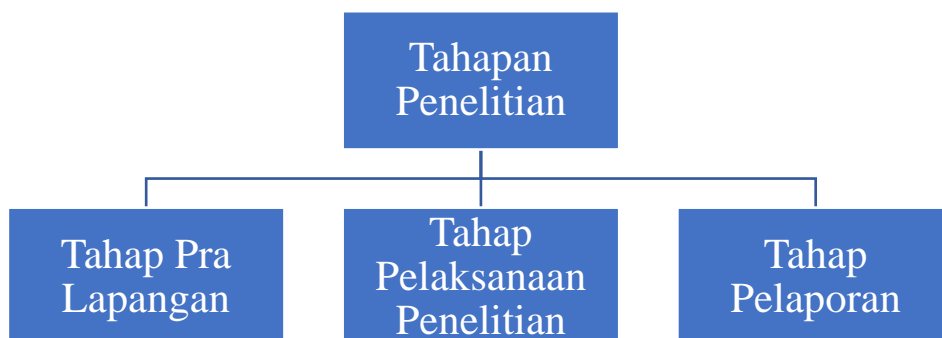 Tahapan
Penelitian
Tahap Pra
Lapangan
Tahap
Pelaksanaan
Penelitian
Tahap
Pelaporan